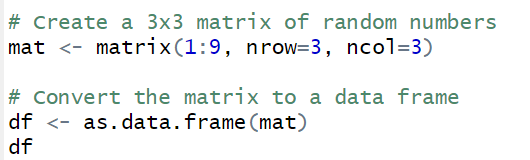 # Create a 3x3 matrix of random numbers
mat <- matrix(1:9, nrow=3, ncol=3)
# Convert the matrix to a data frame
df <- as.data.frame(mat)
df